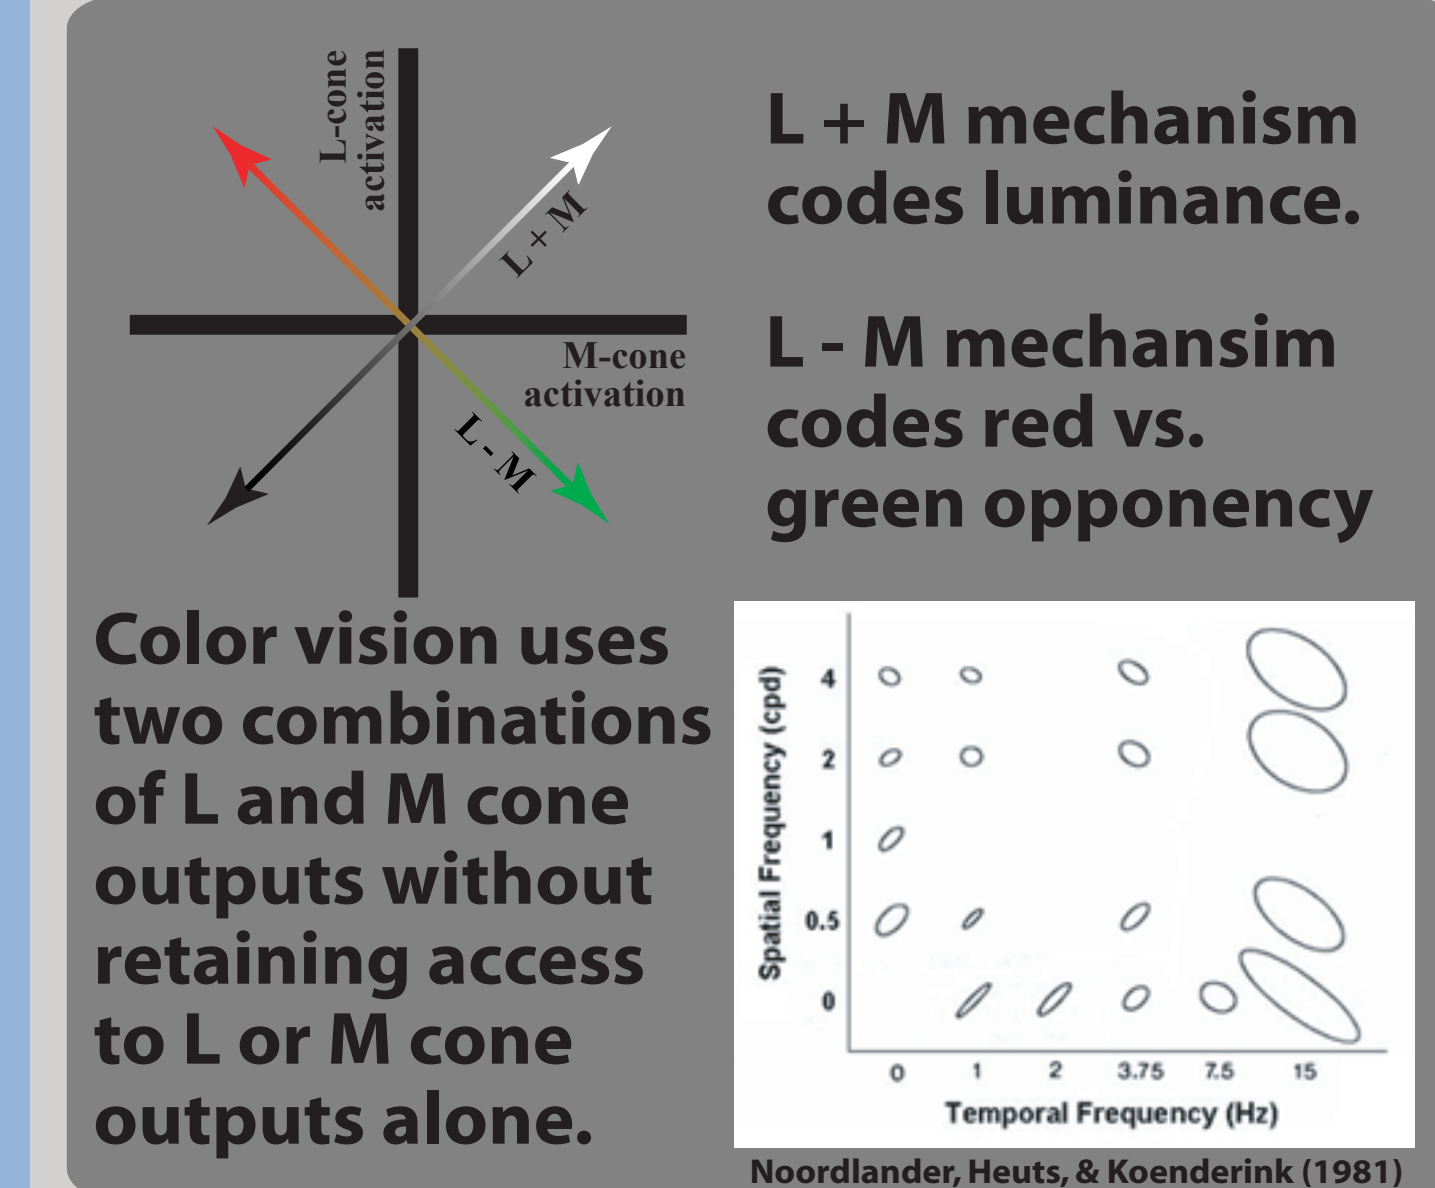 L-cone
activation
L + M
M-cone
activation
L - M
L + M mechanism
codes luminance.
L - M mechansim
codes red vs.
green opponency
Color vision uses
two combinations
of L and M cone
outputs without
retaining access
to L or M cone
outputs alone.
Spatial Frequency (cpd)
4
2
1
0.5
0
0 1 2 3.75 7.5 15
Temporal Frequency (Hz)
Noordlander, Heuts, & Koenderink (1981)